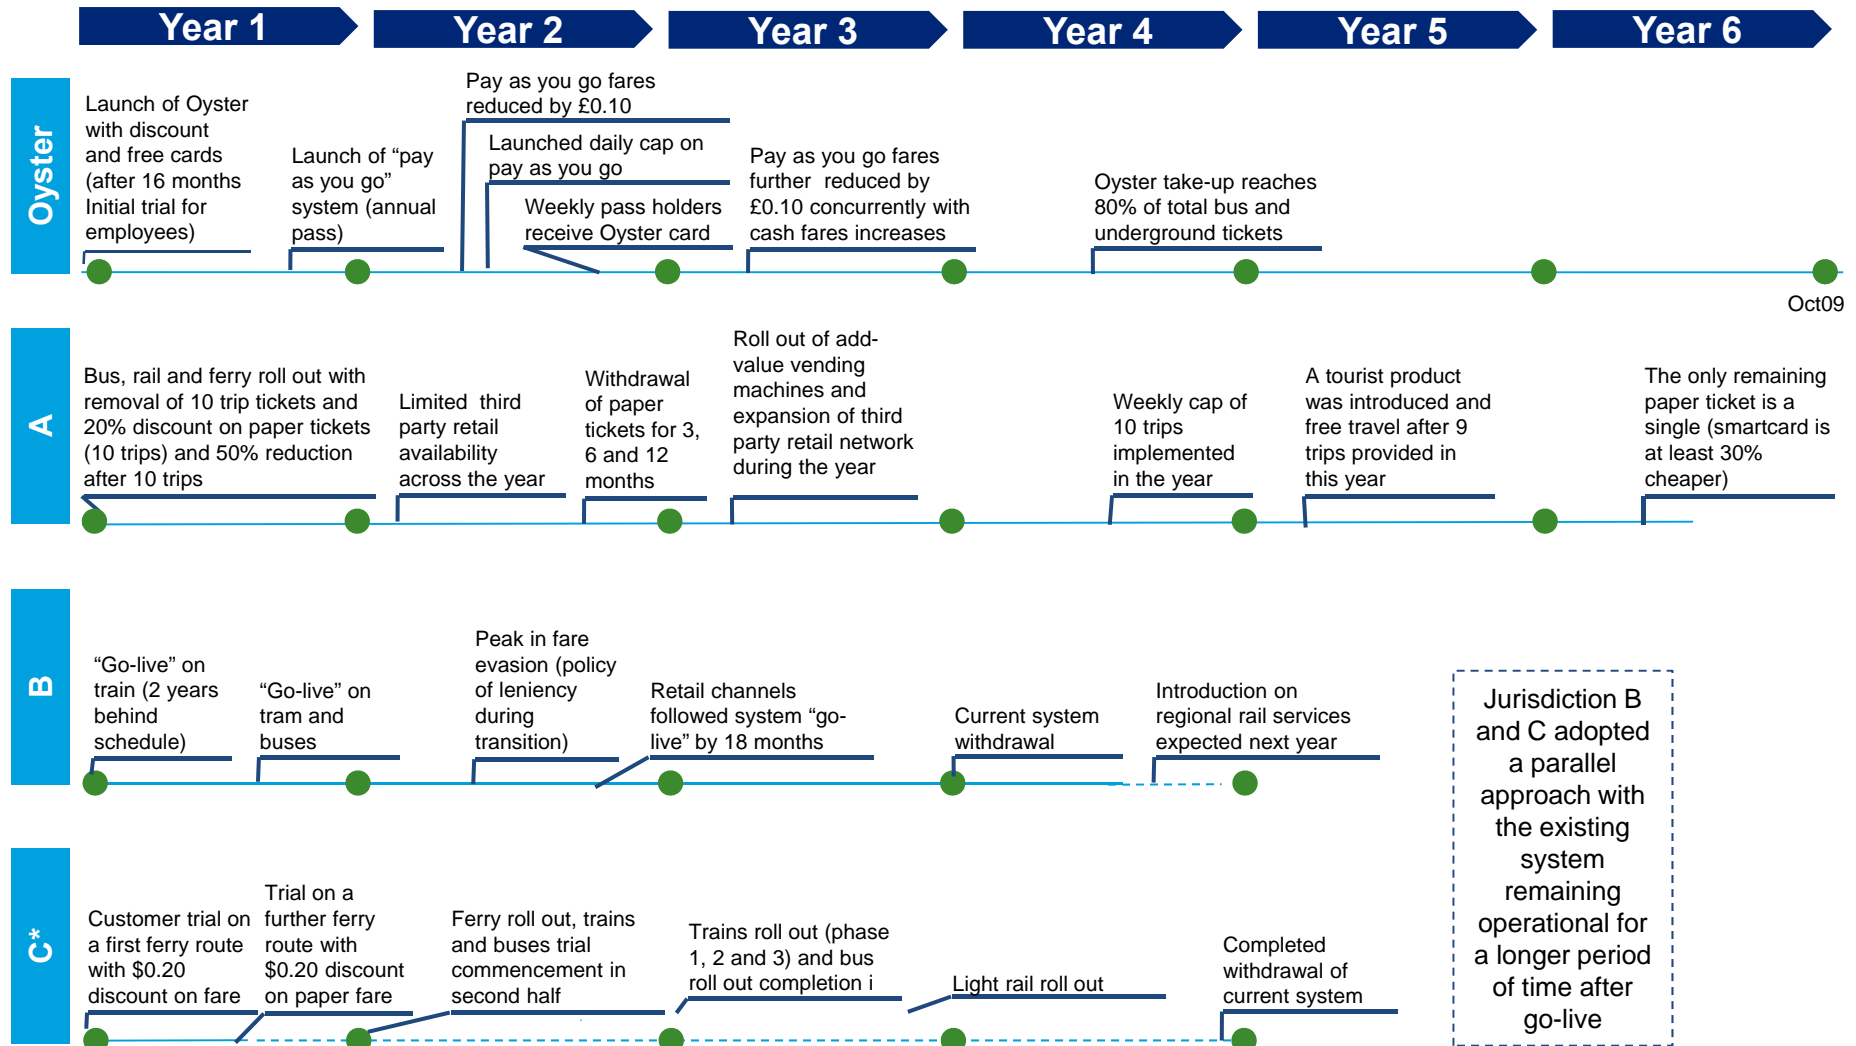 Year 1
Year 2
Year 3
Year 4
Year 5
Year 6
Oyster
Launch of Oyster
with discount
and free cards
(after 16 months
Initial trial for
employees)
Launch of “pay
as you go”
system (annual
pass)
Pay as you go fares
reduced by £0.10
Launched daily cap on
pay as you go
Weekly pass holders
receive Oyster card
Pay as you go fares
further reduced by
£0.10 concurrently with
cash fares increases
Oyster take-up reaches
80% of total bus and
underground tickets
Oct09
A
Bus, rail and ferry roll out with
removal of 10 trip tickets and
20% discount on paper tickets
(10 trips) and 50% reduction
after 10 trips
Limited third
party retail
availability
across the year
Withdrawal
of paper
tickets for 3,
6 and 12
months
Roll out of add-
value vending
machines and
expansion of third
party retail network
during the year
Weekly cap of
10 trips
implemented
in the year
A tourist product
was introduced and
free travel after 9
trips provided in
this year
The only remaining
paper ticket is a
single (smartcard is
at least 30%
cheaper)
B
“Go-live” on
train (2 years
behind
schedule)
“Go-live” on
tram and
buses
Peak in fare
evasion (policy
of leniency
during
transition)
Retail channels
followed system “go-
live” by 18 months
Current system
withdrawal
Introduction on
regional rail services
expected next year
Jurisdiction B
and C adopted
a parallel
approach with
the existing
system
remaining
operational for
a longer period
of time after
go-live
C*
Customer trial on
a first ferry route
with $0.20
discount on fare
Trial on a
further ferry
route with
$0.20 discount
on paper fare
Ferry roll out, trains
and buses trial
commencement in
second half
Trains roll out (phase
1, 2 and 3) and bus
roll out completion i
Light rail roll out
Completed
withdrawal of
current system